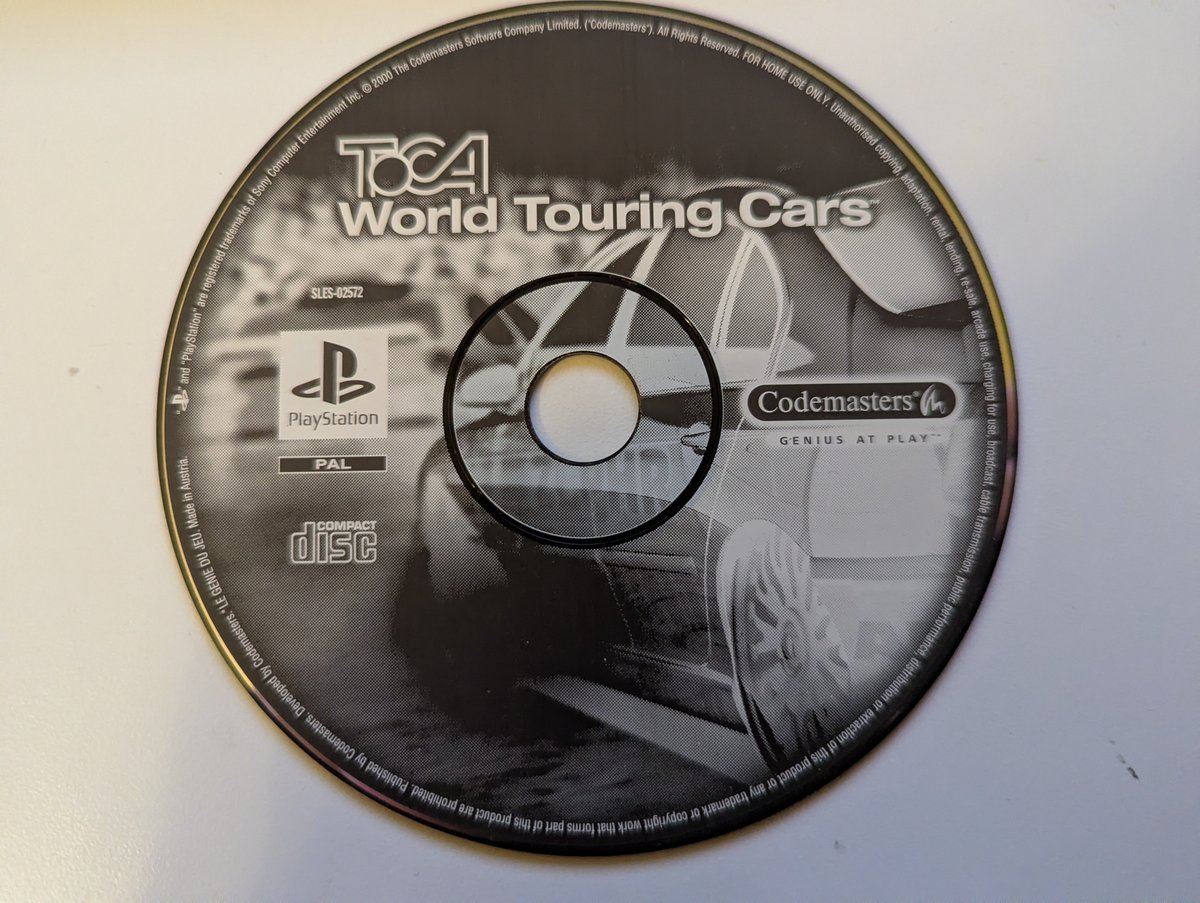 TOCA
World Touring Cars™
SLES-02572
PlayStation
PAL
COMPACT
disc
Codemasters®
GENIUS AT PLAY™
" " and "PlayStation" are registered trademarks of Sony Computer Entertainment Inc. © 2000 The Codemasters Software Company Limited. ("Codemasters"). All Rights Reserved. FOR HOME USE ONLY. Unauthorised copying, adaptation, rental, lending, re-sale, arcade use, charging for use, broadcast, cable transmission, public performance, distribution or extraction of this product or any trademark or copyright work that forms part of this product are prohibited. Published by Codemasters. Developed by Codemasters. • LE GENIE DU JEU. Made in Austria.